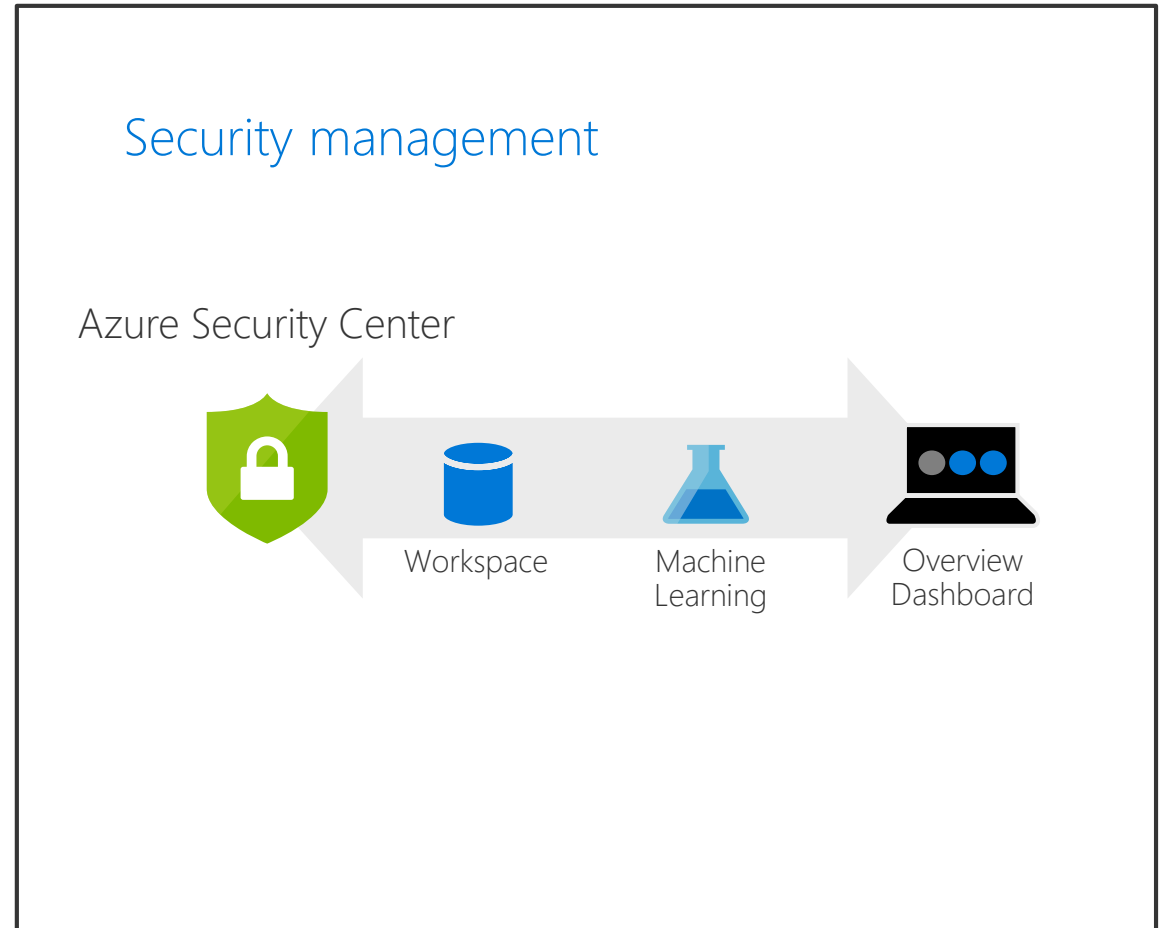 Security management
Azure Security Center
Workspace
Machine
Learning
Overview
Dashboard